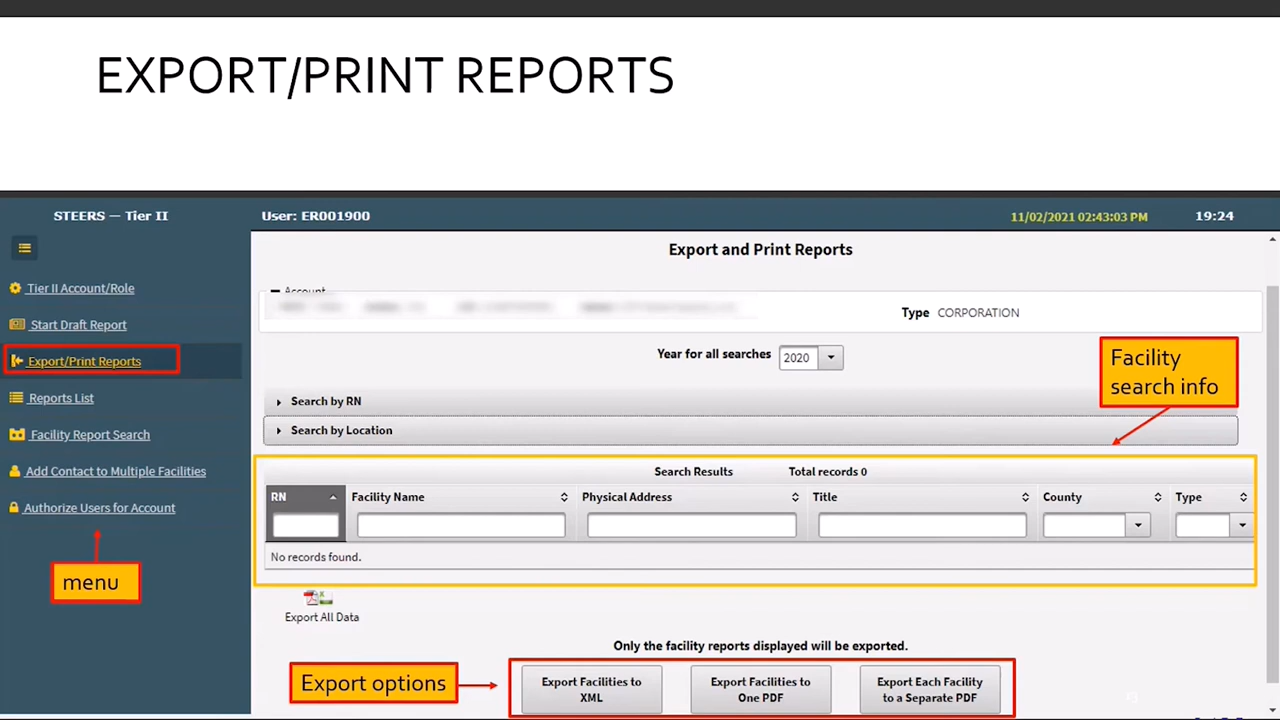 EXPORT/PRINT REPORTS
STEERS — Tier II
User: ER001900
11/02/2021 02:43:03 PM
19:24
Export and Print Reports
Tier II Account/Role
Start Draft Report
Export/Print Reports
Reports List
Facility Report Search
Add Contact to Multiple Facilities
Authorize Users for Account
menu
Account
Type CORPORATION
Year for all searches 2020
Facility
search info
Search by RN
Search by Location
Search Results Total records 0
RN Facility Name Physical Address Title County Type
No records found.
Export All Data
Only the facility reports displayed will be exported.
Export options
Export Facilities to
XML
Export Facilities to
One PDF
Export Each Facility
to a Separate PDF